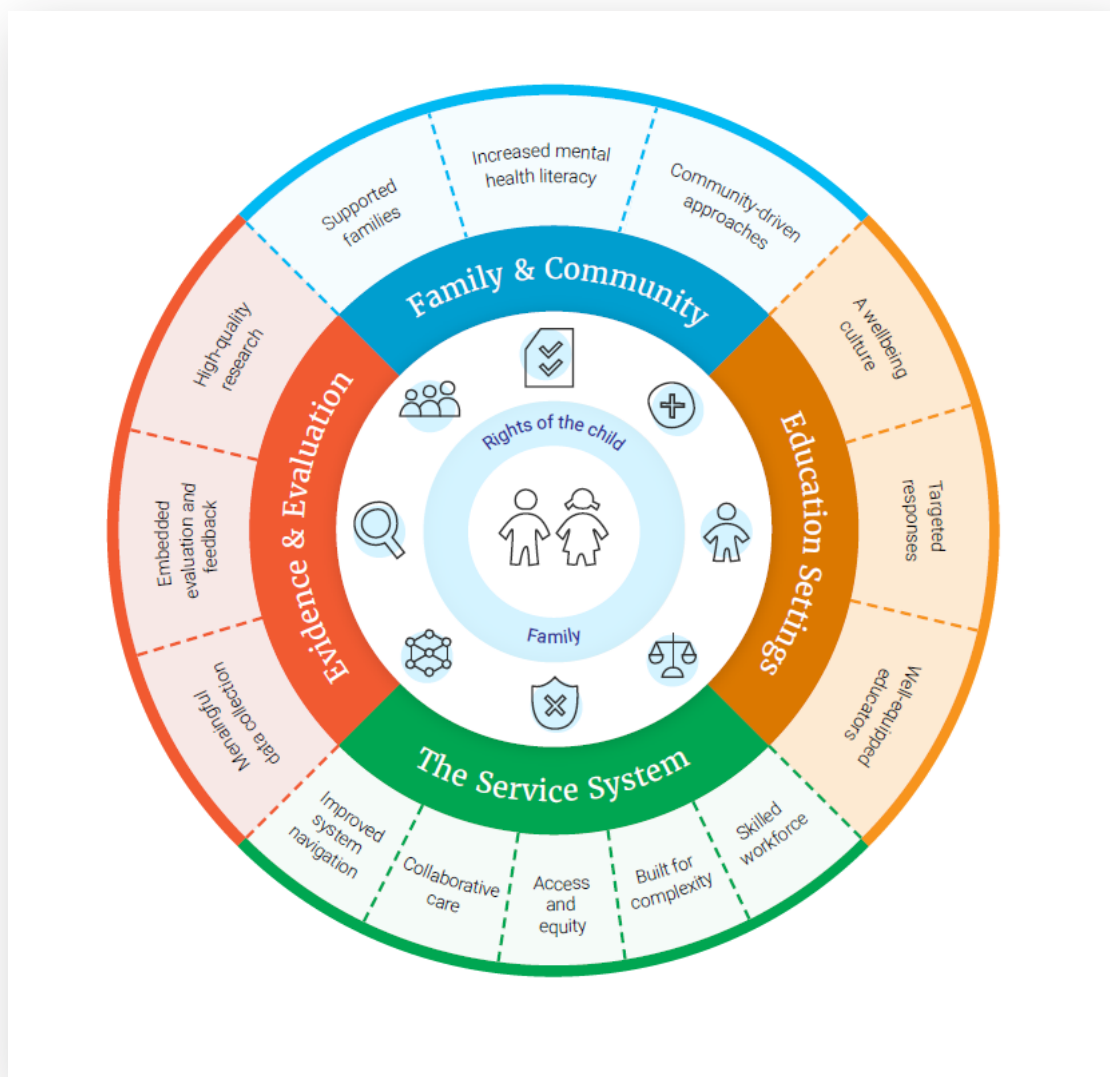 Increased mental
health literacy
Community-driven
approaches
Supported
families
Family & Community
A wellbeing
culture
Targeted
responses
Well-equipped
educators
Education Settings
Skilled
workforce
Built for
complexity
Access
and
equity
Collaborative
care
Improved
system
navigation
The Service System
Menaingful
data collection
Embedded
evaluation and
feedback
High-quality
research
Evidence & Evaluation
Rights of the child
Family